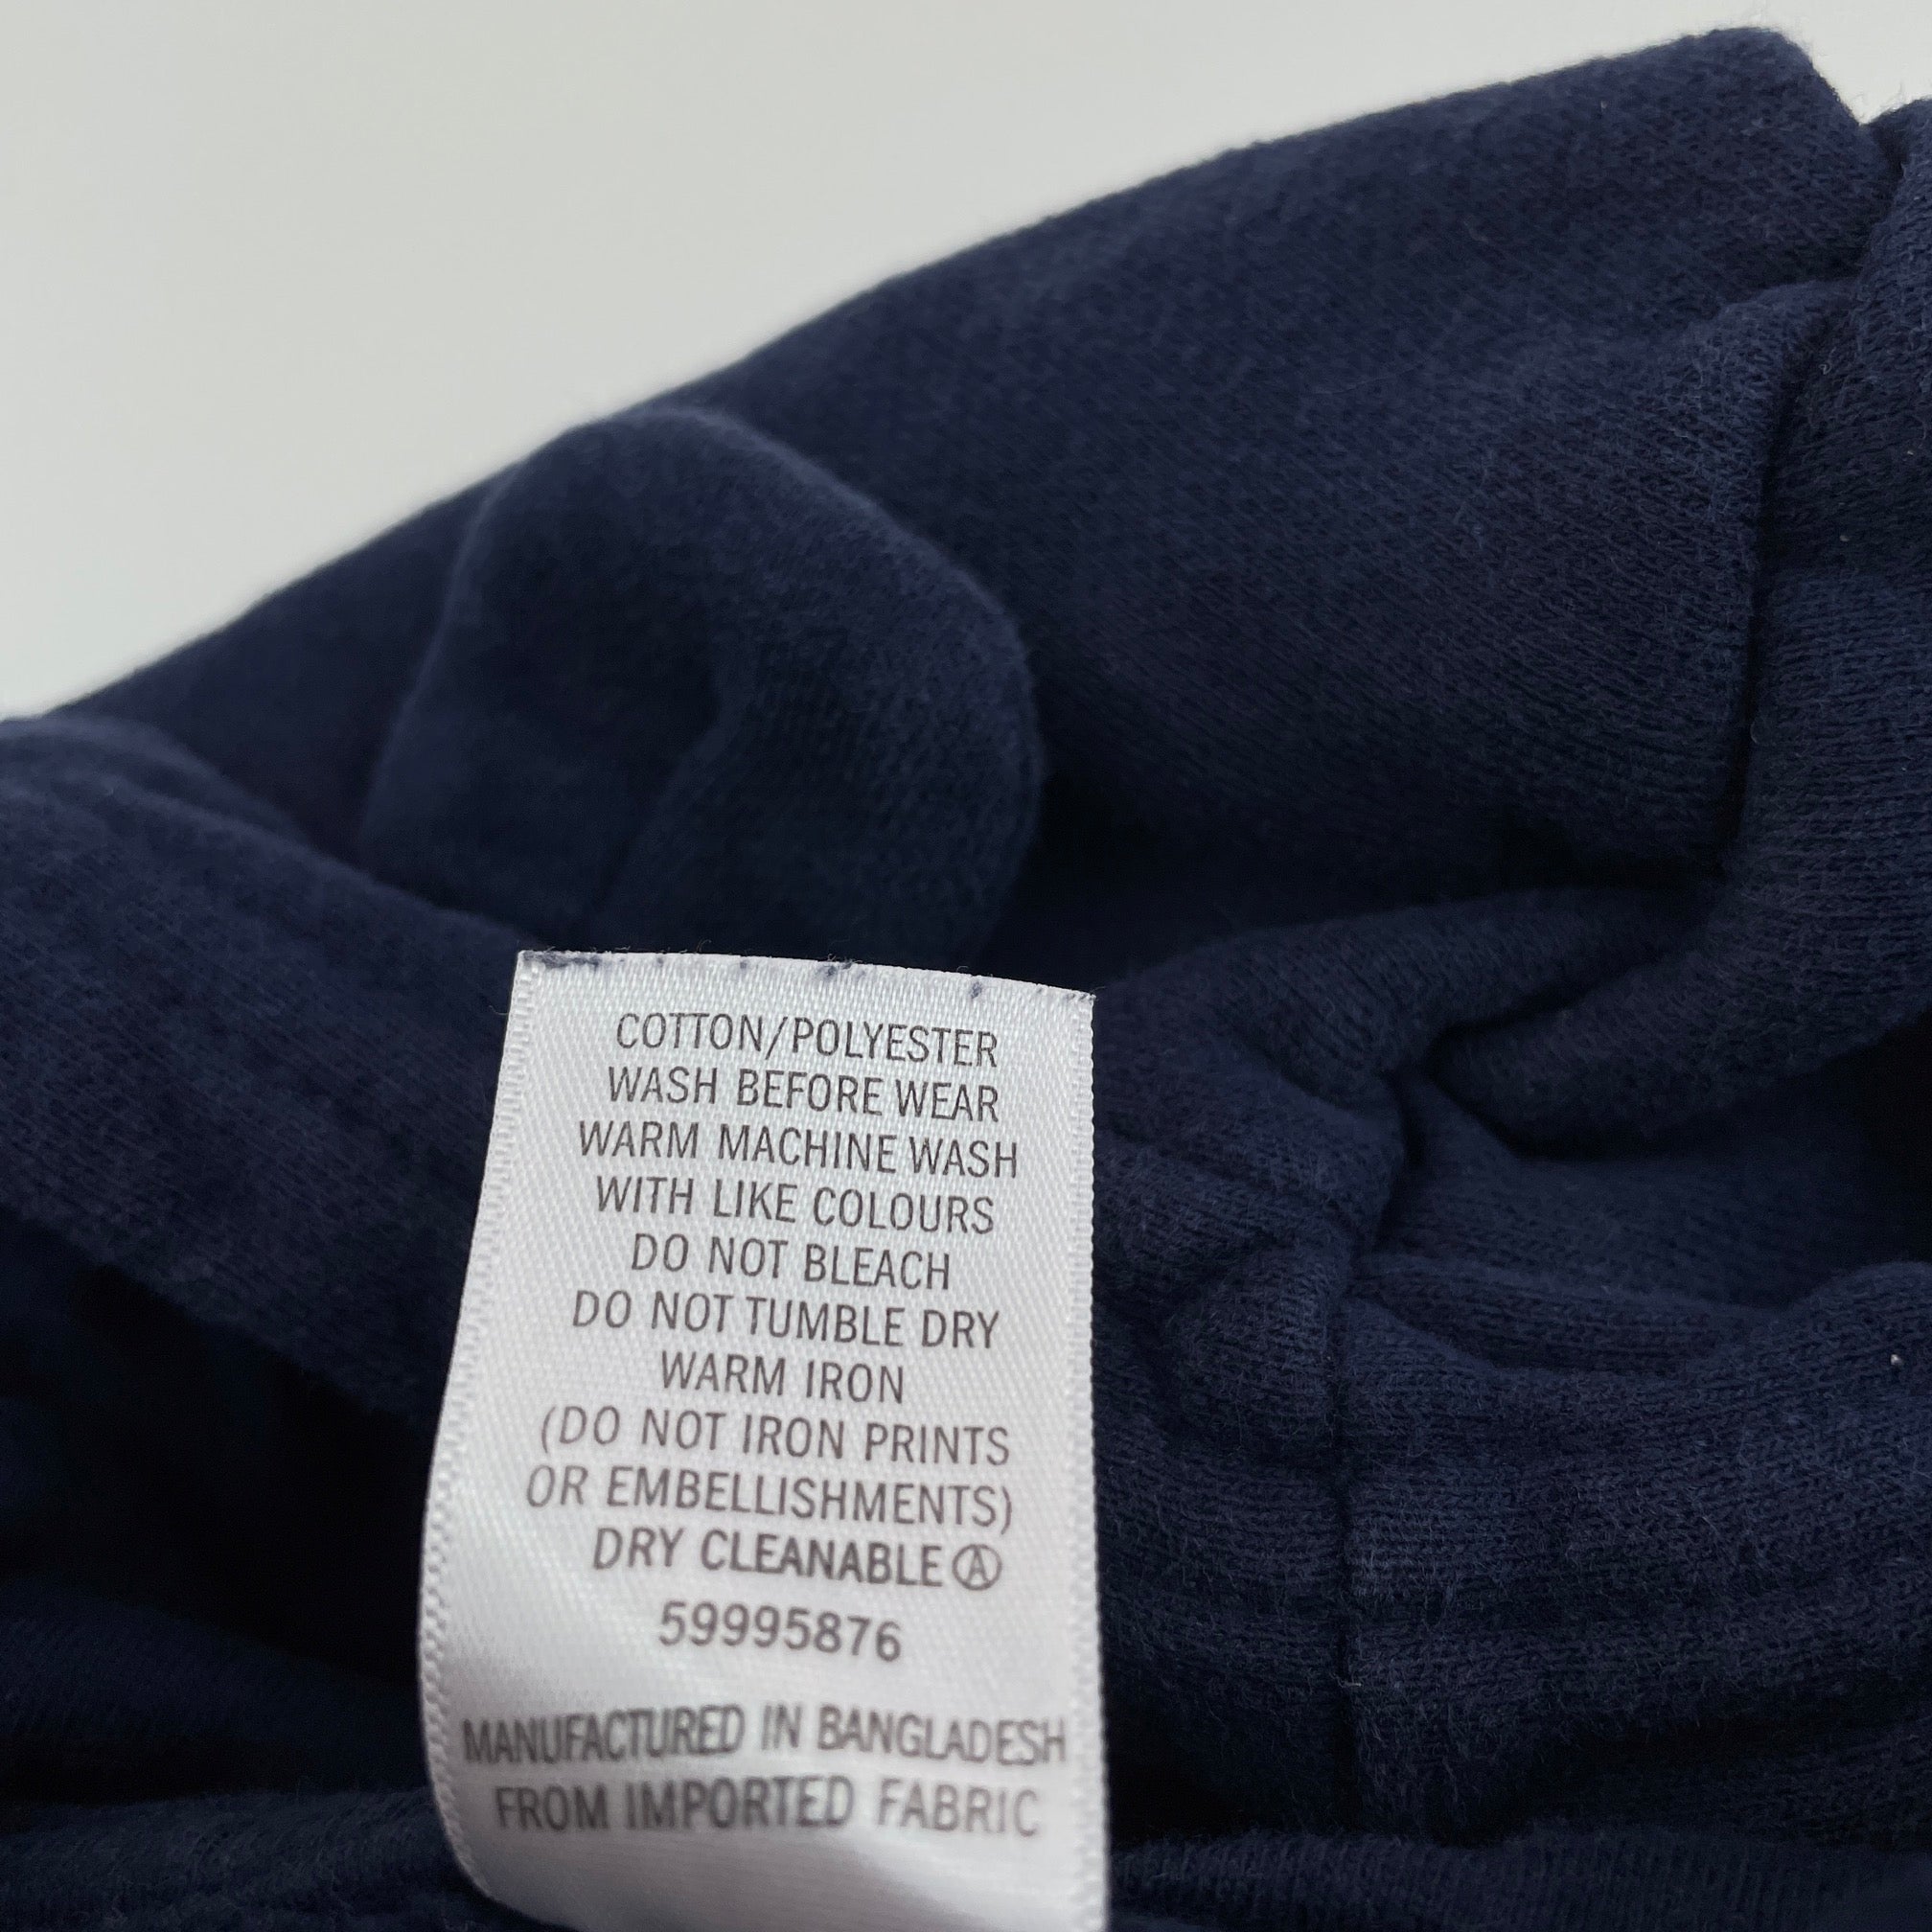 COTTON/POLYESTER
WASH BEFORE WEAR
WARM MACHINE WASH
WITH LIKE COLOURS
DO NOT BLEACH
DO NOT TUMBLE DRY
WARM IRON
(DO NOT IRON PRINTS
OR EMBELLISHMENTS)
DRY CLEANABLE Ⓐ
59995876
MANUFACTURED IN BANGLADESH
FROM IMPORTED FABRIC